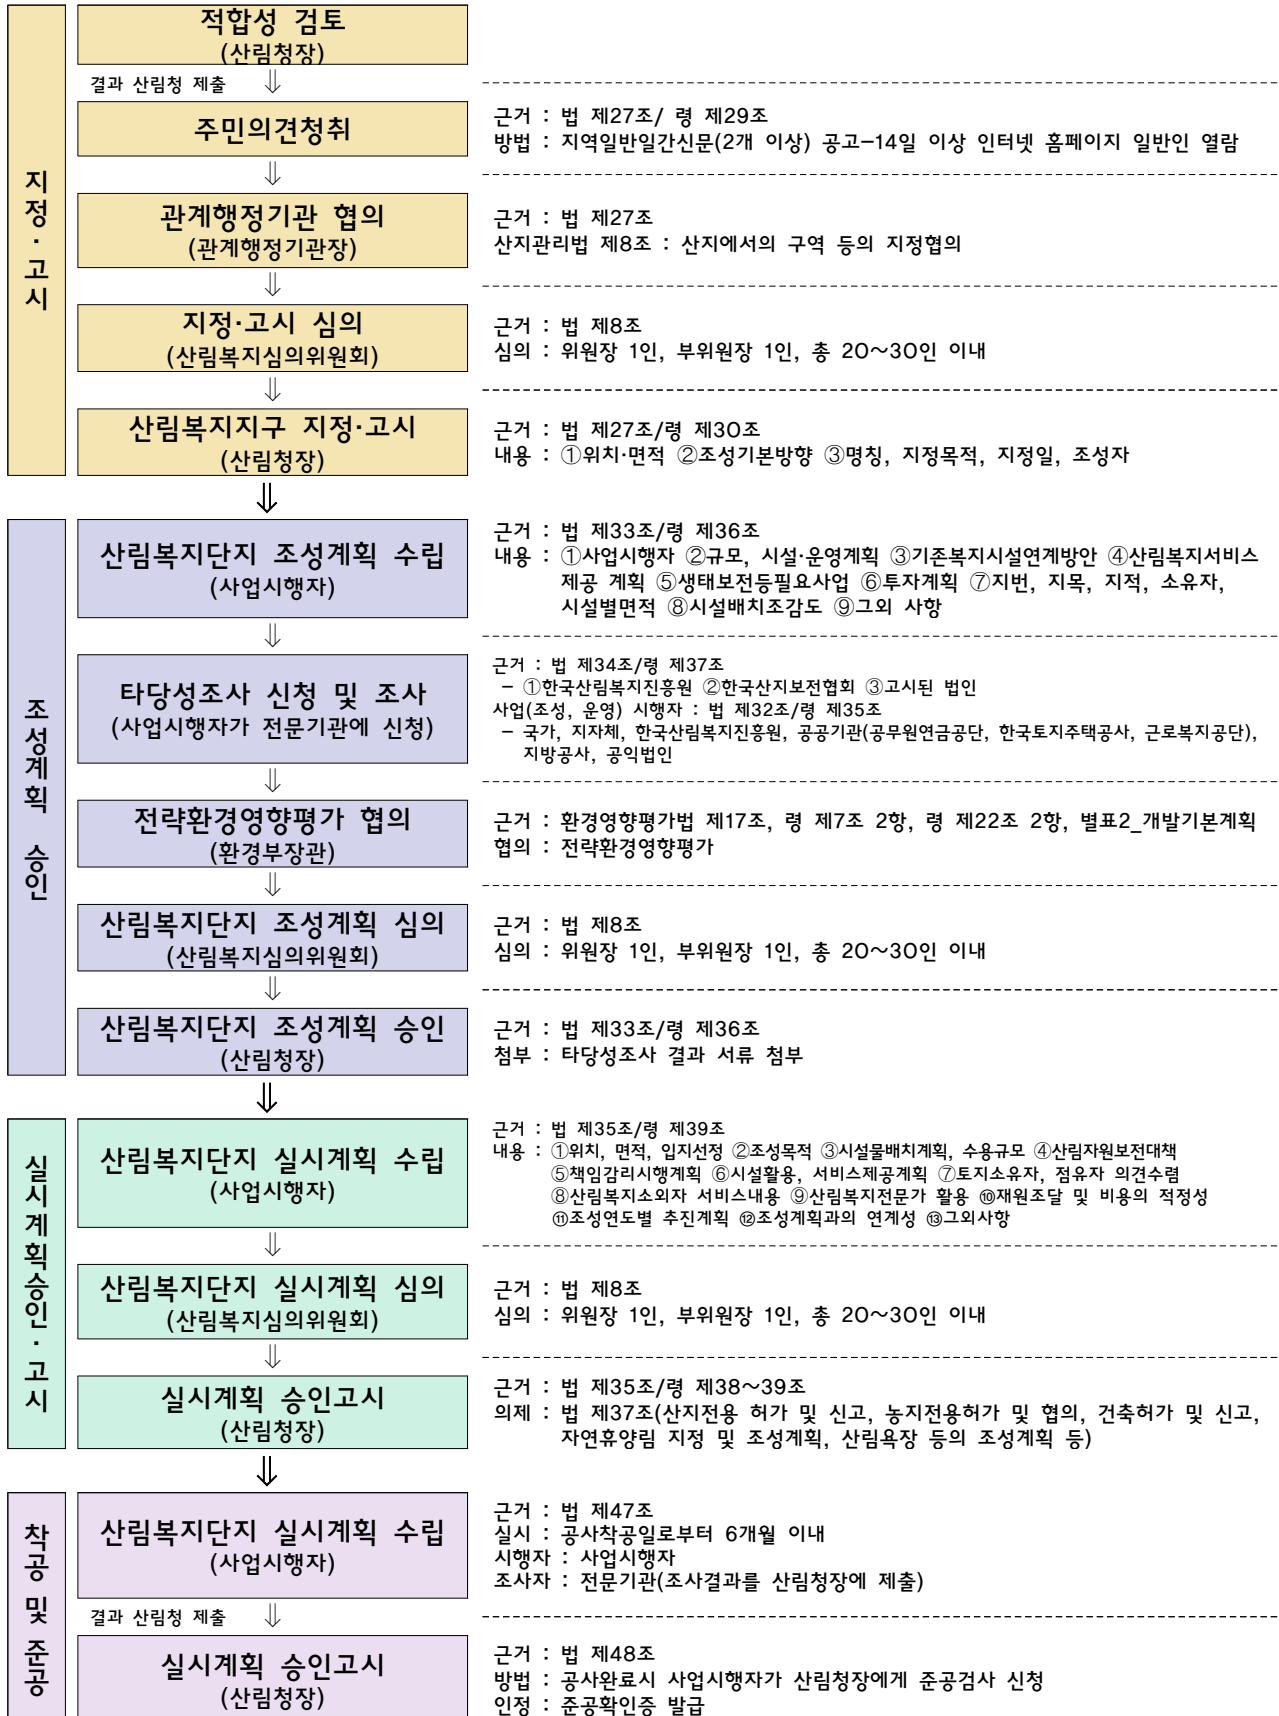 지정·고시
적합성 검토
(산림청장)
결과 산림청 제출 ⇓
주민의견청취
근거 : 법 제27조/ 령 제29조
방법 : 지역일반일간신문(2개 이상) 공고-14일 이상 인터넷 홈페이지 일반인 열람
⇓
관계행정기관 협의
(관계행정기관장)
근거 : 법 제27조
산지관리법 제8조 : 산지에서의 구역 등의 지정협의
⇓
지정·고시 심의
(산림복지심의위원회)
근거 : 법 제8조
심의 : 위원장 1인, 부위원장 1인, 총 20~30인 이내
⇓
산림복지지구 지정·고시
(산림청장)
근거 : 법 제27조/령 제30조
내용 : ①위치·면적 ②조성기본방향 ③명칭, 지정목적, 지정일, 조성자
⇓
조성계획 승인
산림복지단지 조성계획 수립
(사업시행자)
근거 : 법 제33조/령 제36조
내용 : ①사업시행자 ②규모, 시설·운영계획 ③기존복지시설연계방안 ④산림복지서비스
제공 계획 ⑤생태보전등필요사업 ⑥투자계획 ⑦지번, 지목, 지적, 소유자,
시설별면적 ⑧시설배치조감도 ⑨그외 사항
⇓
타당성조사 신청 및 조사
(사업시행자가 전문기관에 신청)
근거 : 법 제34조/령 제37조
- ①한국산림복지진흥원 ②한국산지보전협회 ③고시된 법인
사업(조성, 운영) 시행자 : 법 제32조/령 제35조
- 국가, 지자체, 한국산림복지진흥원, 공공기관(공무원연금공단, 한국토지주택공사, 근로복지공단),
지방공사, 공익법인
⇓
전략환경영향평가 협의
(환경부장관)
근거 : 환경영향평가법 제17조, 령 제7조 2항, 령 제22조 2항, 별표2_개발기본계획
협의 : 전략환경영향평가
⇓
산림복지단지 조성계획 심의
(산림복지심의위원회)
근거 : 법 제8조
심의 : 위원장 1인, 부위원장 1인, 총 20~30인 이내
⇓
산림복지단지 조성계획 승인
(산림청장)
근거 : 법 제33조/령 제36조
첨부 : 타당성조사 결과 서류 첨부
⇓
실시계획승인·고시
산림복지단지 실시계획 수립
(사업시행자)
근거 : 법 제35조/령 제39조
내용 : ①위치, 면적, 입지선정 ②조성목적 ③시설물배치계획, 수용규모 ④산림자원보전대책
⑤책임감리시행계획 ⑥시설활용, 서비스제공계획 ⑦토지소유자, 점유자 의견수렴
⑧산림복지소외자 서비스내용 ⑨산림복지전문가 활용 ⑩재원조달 및 비용의 적정성
⑪조성연도별 추진계획 ⑫조성계획과의 연계성 ⑬그외사항
⇓
산림복지단지 실시계획 심의
(산림복지심의위원회)
근거 : 법 제8조
심의 : 위원장 1인, 부위원장 1인, 총 20~30인 이내
⇓
실시계획 승인고시
(산림청장)
근거 : 법 제35조/령 제38~39조
의제 : 법 제37조(산지전용 허가 및 신고, 농지전용허가 및 협의, 건축허가 및 신고,
자연휴양림 지정 및 조성계획, 산림욕장 등의 조성계획 등)
⇓
착공 및 준공
산림복지단지 실시계획 수립
(사업시행자)
근거 : 법 제47조
실시 : 공사착공일로부터 6개월 이내
시행자 : 사업시행자
조사자 : 전문기관(조사결과를 산림청장에 제출)
결과 산림청 제출 ⇓
실시계획 승인고시
(산림청장)
근거 : 법 제48조
방법 : 공사완료시 사업시행자가 산림청장에게 준공검사 신청
인정 : 준공확인증 발급